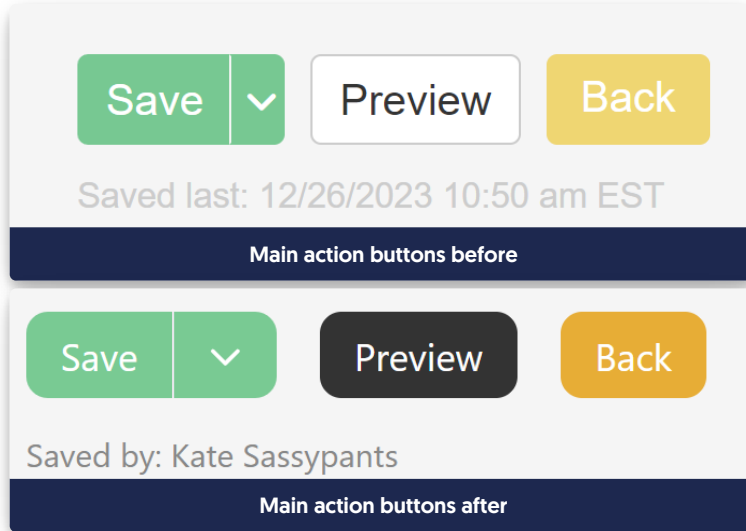 Save Preview Back
Saved last: 12/26/2023 10:50 am EST
Main action buttons before
Save Preview Back
Saved by: Kate Sassypants
Main action buttons after